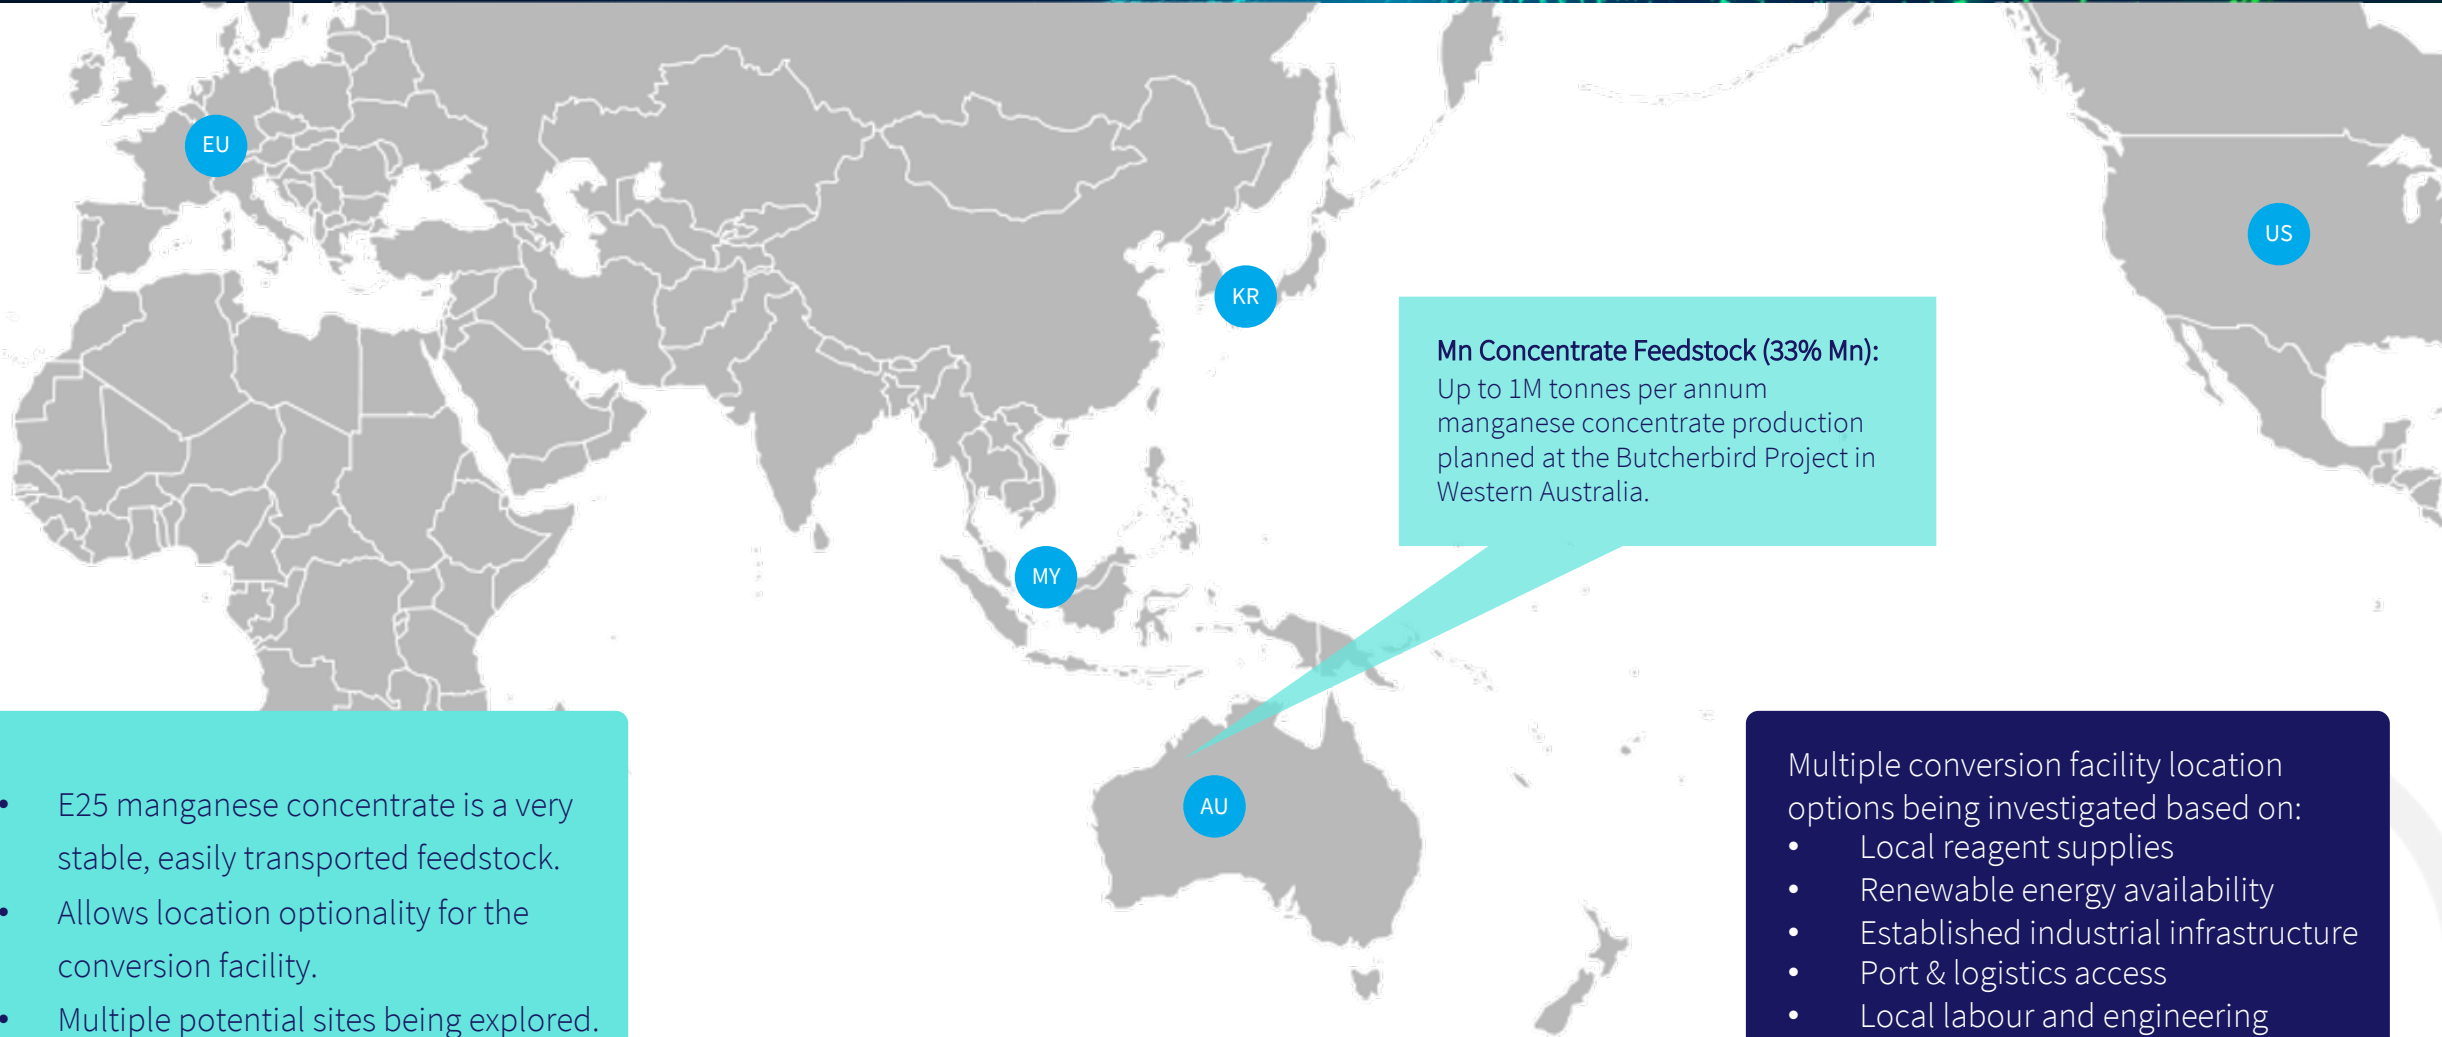 EU
US
KR
Mn Concentrate Feedstock (33% Mn):
Up to 1M tonnes per annum
manganese concentrate production
planned at the Butcherbird Project in
Western Australia.
MY
AU
• E25 manganese concentrate is a very
stable, easily transported feedstock.
• Allows location optionality for the
conversion facility.
• Multiple potential sites being explored.
Multiple conversion facility location
options being investigated based on:
• Local reagent supplies
• Renewable energy availability
• Established industrial infrastructure
• Port & logistics access
• Local labour and engineering